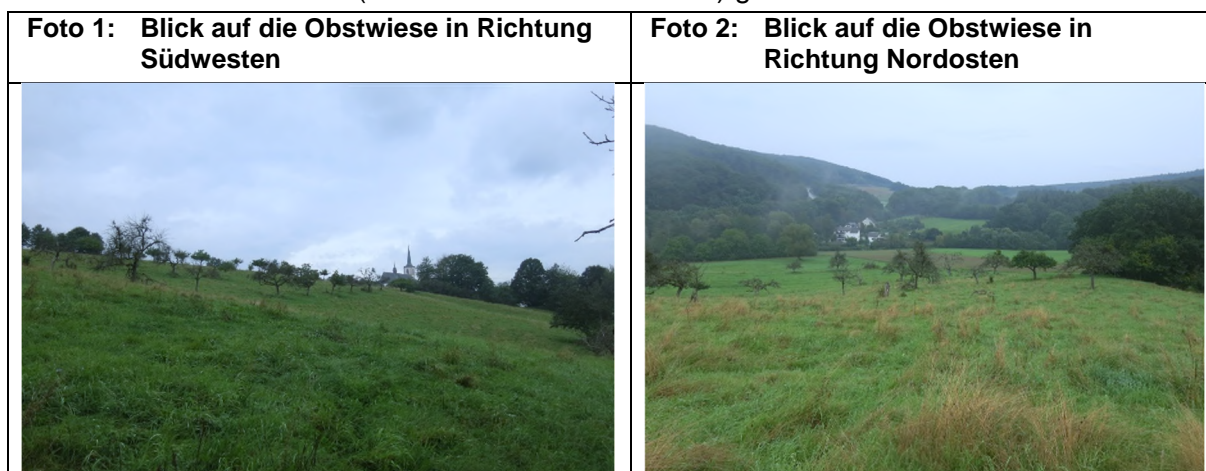 Foto 1: Blick auf die Obstwiese in Richtung
Südwesten
Foto 2: Blick auf die Obstwiese in
Richtung Nordosten